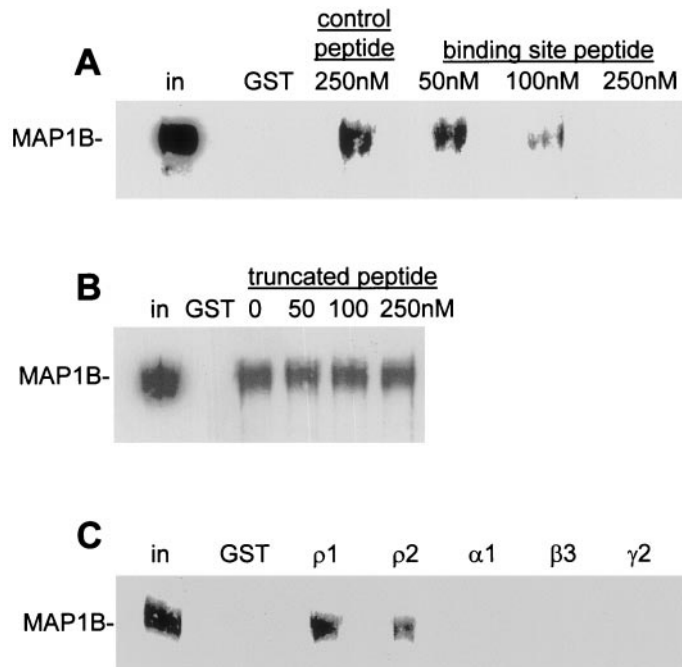 control
peptide
binding site peptide
A
in GST 250nM 50nM 100nM 250nM
MAP1B-
truncated peptide
B
in GST 0 50 100 250nM
MAP1B-
C
in GST ρ1 ρ2 α1 β3 γ2
MAP1B-